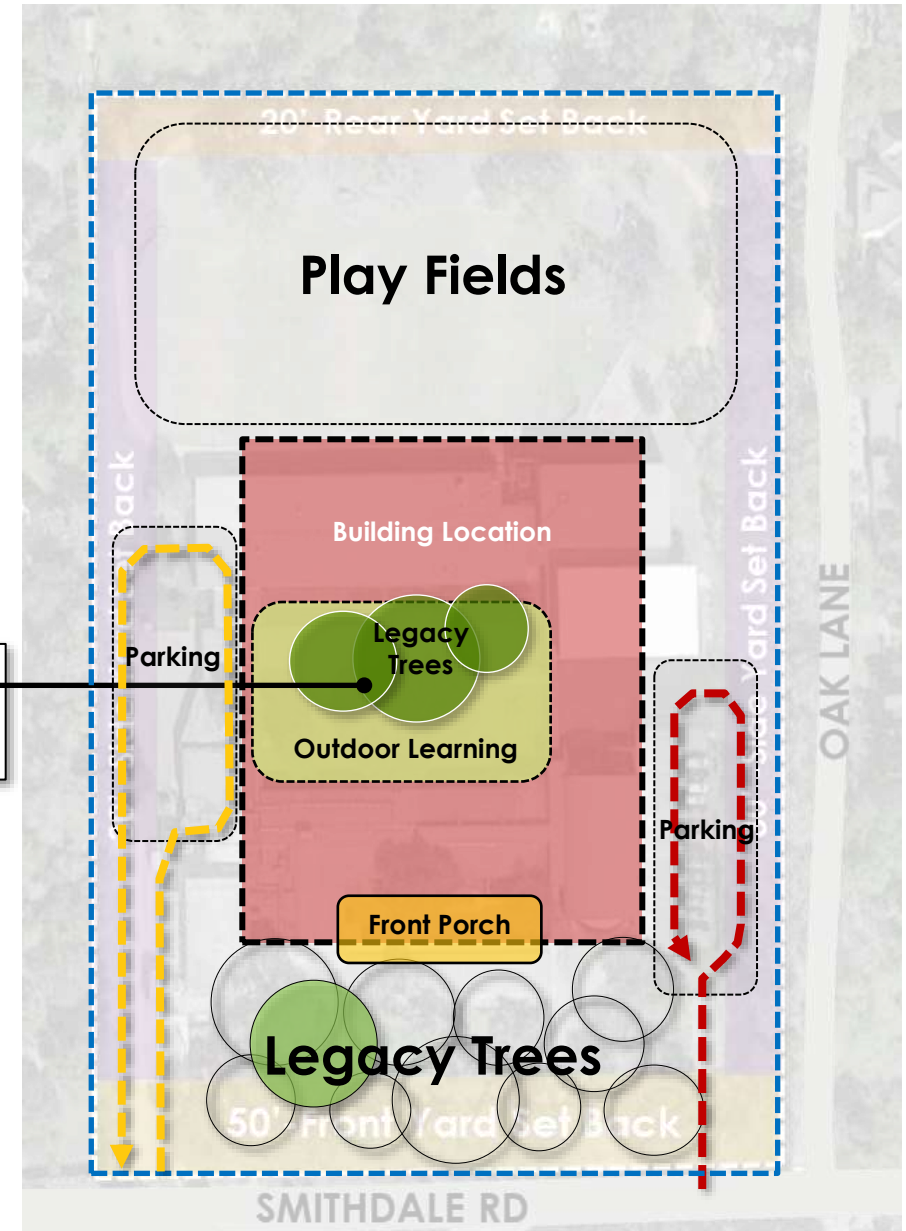 20'-Rear Yard Set Back
Play Fields
Building Location
Back
Yard Set Back
Legacy
Trees
Parking
Outdoor Learning
OAK LANE
Parking
Front Porch
Legacy Trees
50'-Front Yard Set Back
SMITHDALE RD